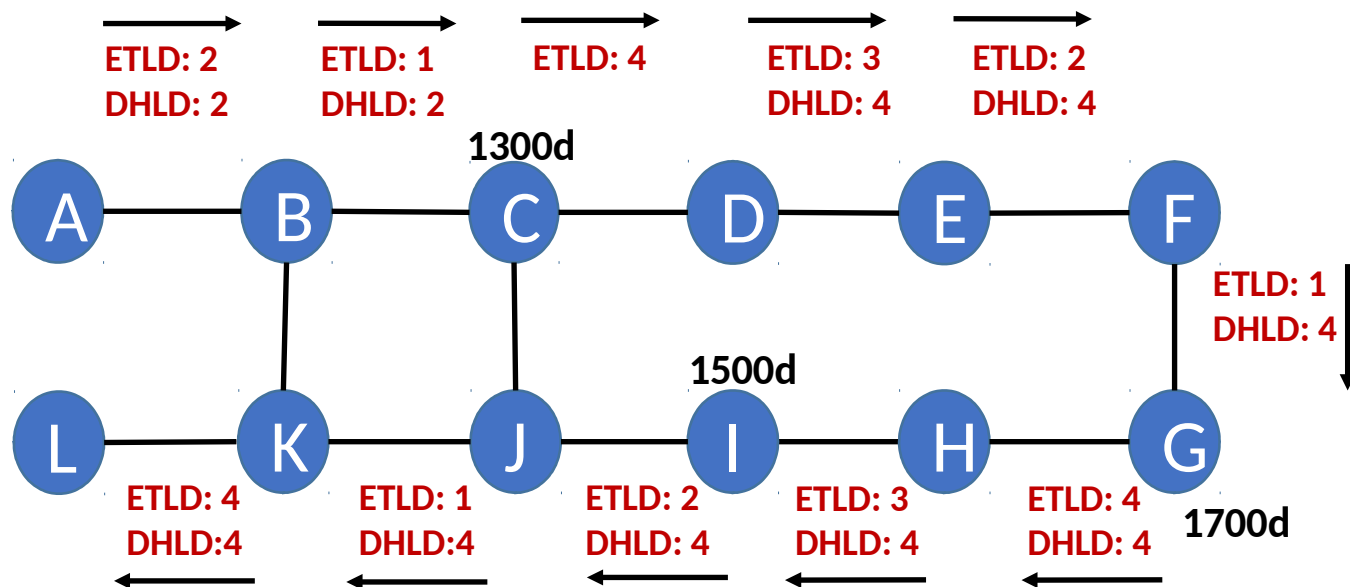 ETLD: 2
DHLD: 2
ETLD: 1
DHLD: 2
ETLD: 4
ETLD: 3
DHLD: 4
ETLD: 2
DHLD: 4
1300d
A
B
C
D
E
F
ETLD: 1
DHLD: 4
1500d
L
K
J
I
H
G
ETLD: 4
DHLD:4
ETLD: 1
DHLD:4
ETLD: 2
DHLD: 4
ETLD: 3
DHLD: 4
ETLD: 4
DHLD: 4
1700d